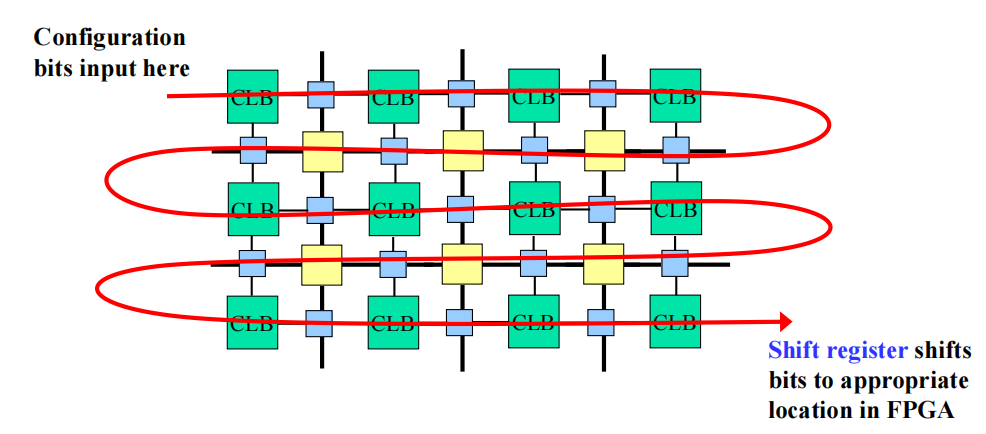 Configuration
bits input here
CLB CLB CLB CLB
CLB CLB CLB CLB
CLB CLB CLB CLB
Shift register shifts
bits to appropriate
location in FPGA